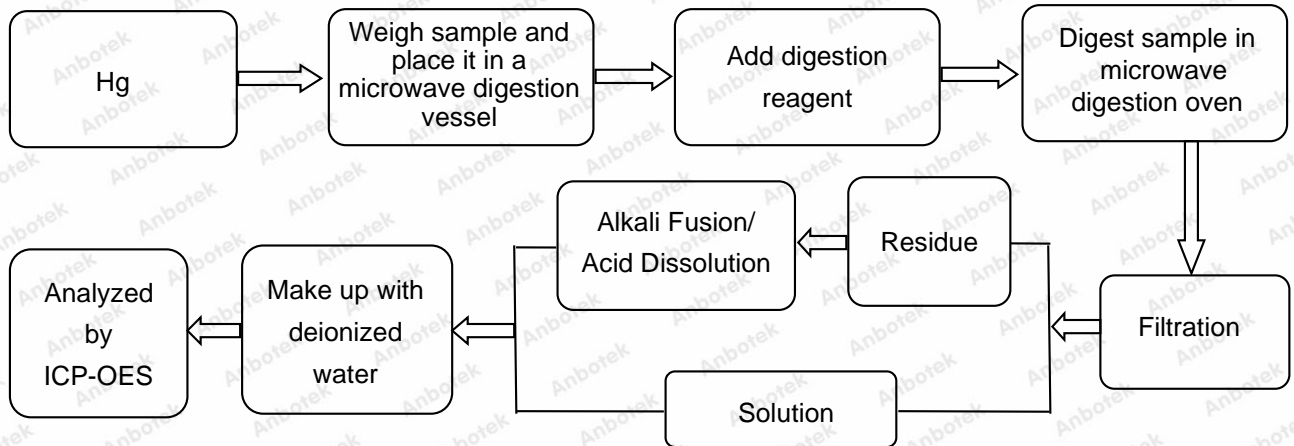 Hg
Weigh sample and
place it in a
microwave digestion
vessel
Add digestion
reagent
Digest sample in
microwave
digestion oven
Filtration
Residue
Alkali Fusion/
Acid Dissolution
Solution
Make up with
deionized
water
Analyzed
by
ICP-OES
Anbotek